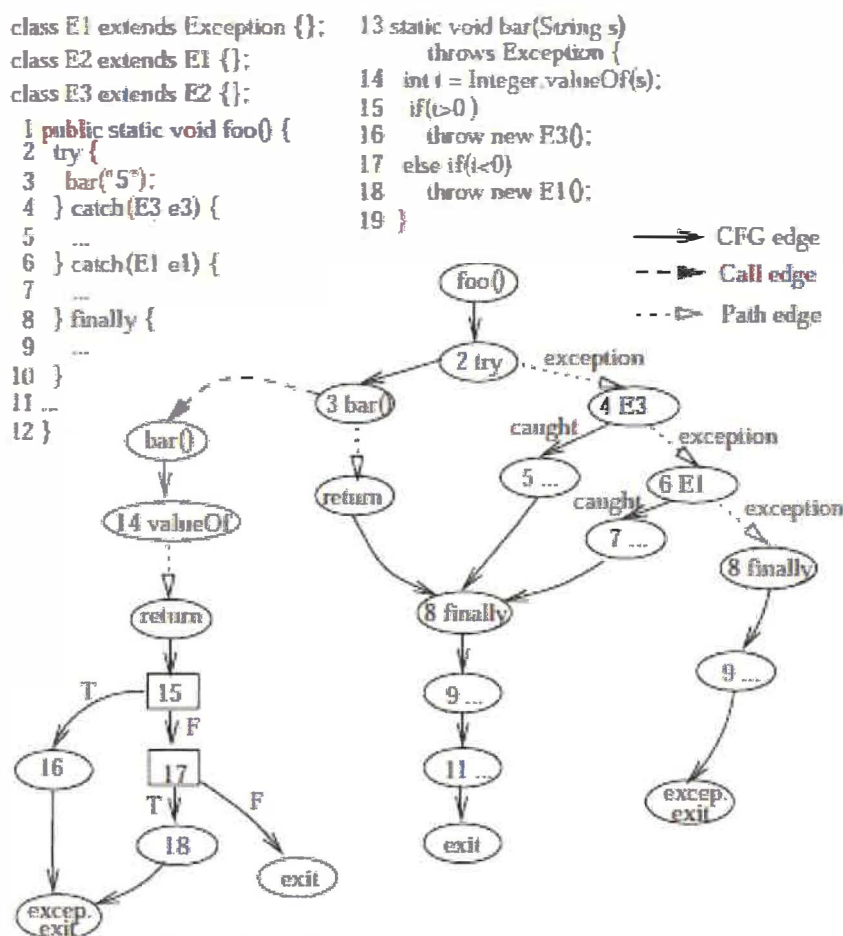 class E1 extends Exception {};
class E2 extends E1 {};
class E3 extends E2 {};
1 public static void foo() {
2 try {
3 bar("5");
4 } catch(E3 e3) {
5 ...
6 } catch(E1 e1) {
7 ...
8 } finally {
9 ...
10 }
11 ...
12 }
13 static void bar(String s)
throws Exception {
14 int i = Integer.valueOf(s);
15 if(i>0)
16 throw new E3();
17 else if(i<0)
18 throw new E1();
19 }
CFG edge
Call edge
Path edge
foo()
2 try
exception
3 bar()
4 E3
bar()
caught
exception
return
5 ...
6 E1
14 valueOf
caught
exception
7 ...
8 finally
return
8 finally
9 ...
9 ...
T
15
F
16
17
11 ...
T
F
excep.
exit
18
exit
exit
excep.
exit